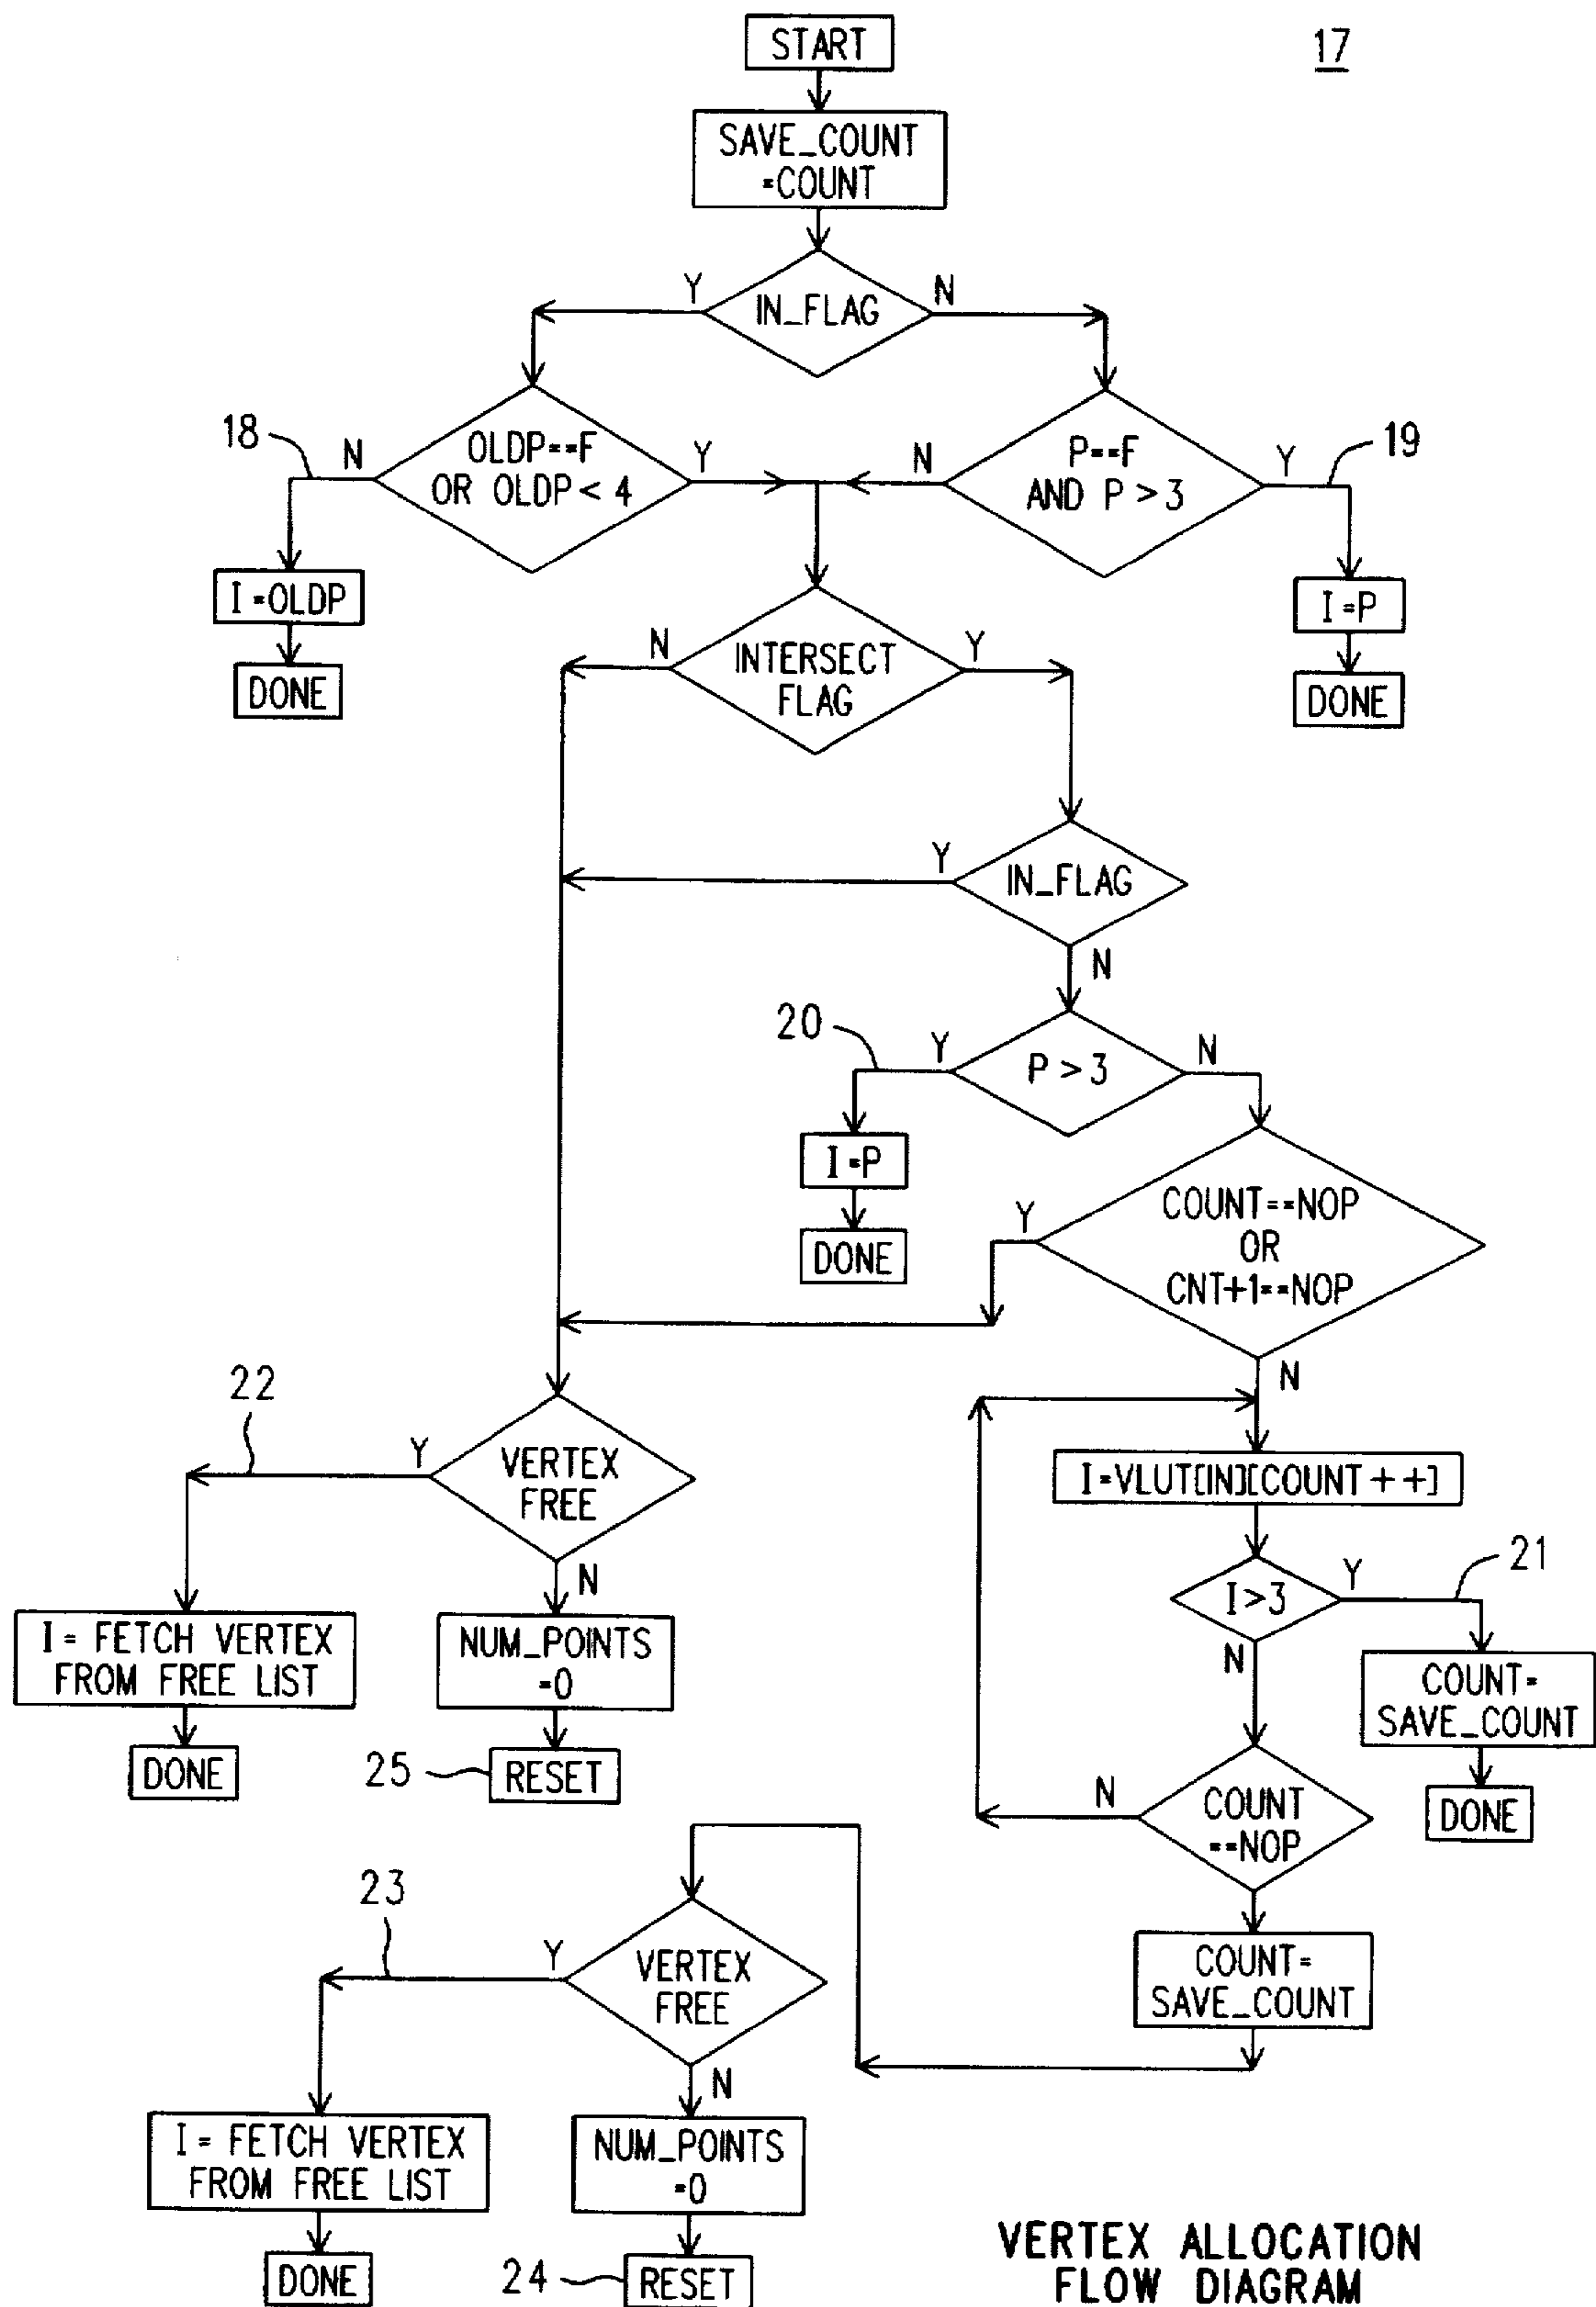 START
17
SAVE_COUNT
=COUNT
Y
IN_FLAG
N
18
N
OLDP==F
OR OLDP < 4
Y
N
P==F
AND P > 3
Y
19
I=OLDP
DONE
I=P
DONE
N
INTERSECT
FLAG
Y
Y
IN_FLAG
N
20
Y
P > 3
N
I=P
DONE
Y
COUNT==NOP
OR
CNT+1==NOP
N
22
Y
VERTEX
FREE
N
I=VLUT[IN][COUNT++]
I>3
Y
21
N
I= FETCH VERTEX
FROM FREE LIST
NUM_POINTS
=0
COUNT=
SAVE_COUNT
DONE
25
RESET
DONE
N
COUNT
==NOP
23
Y
VERTEX
FREE
N
COUNT=
SAVE_COUNT
I= FETCH VERTEX
FROM FREE LIST
NUM_POINTS
=0
DONE
24
RESET
VERTEX ALLOCATION
FLOW DIAGRAM